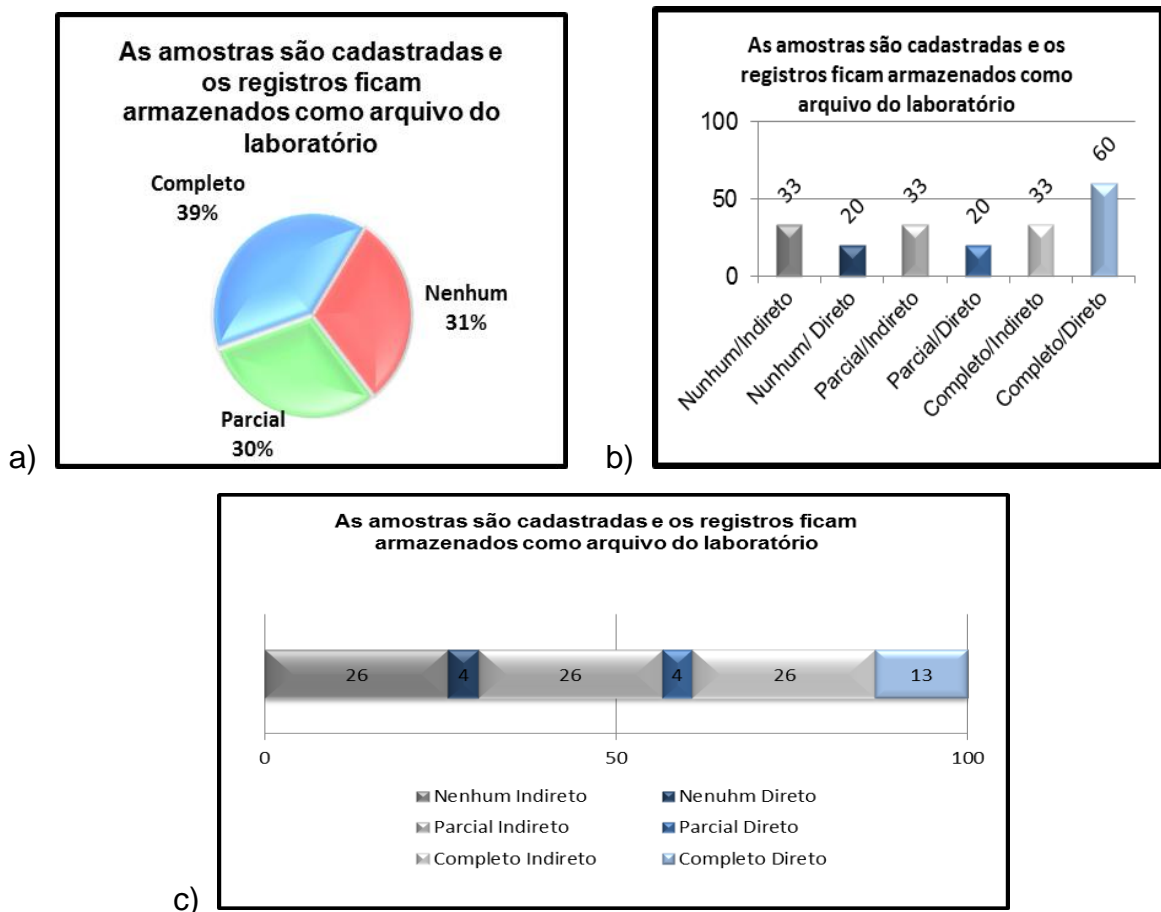 As amostras são cadastradas e
os registros ficam
armazenados como arquivo do
laboratório
Completo
39%
Nenhum
31%
Parcial
30%
a)
As amostras são cadastradas e os
registros ficam armazenados como
arquivo do laboratório
100
50
0
33
20
33
20
33
60
Nunhum/Indireto
Nunhum/ Direto
Parcial/Indireto
Parcial/Direto
Completo/Indireto
Completo/Direto
b)
As amostras são cadastradas e os registros ficam
armazenados como arquivo do laboratório
26 4 26 4 26 13
0 50 100
Nenhum Indireto Nenuhm Direto
Parcial Indireto Parcial Direto
Completo Indireto Completo Direto
c)